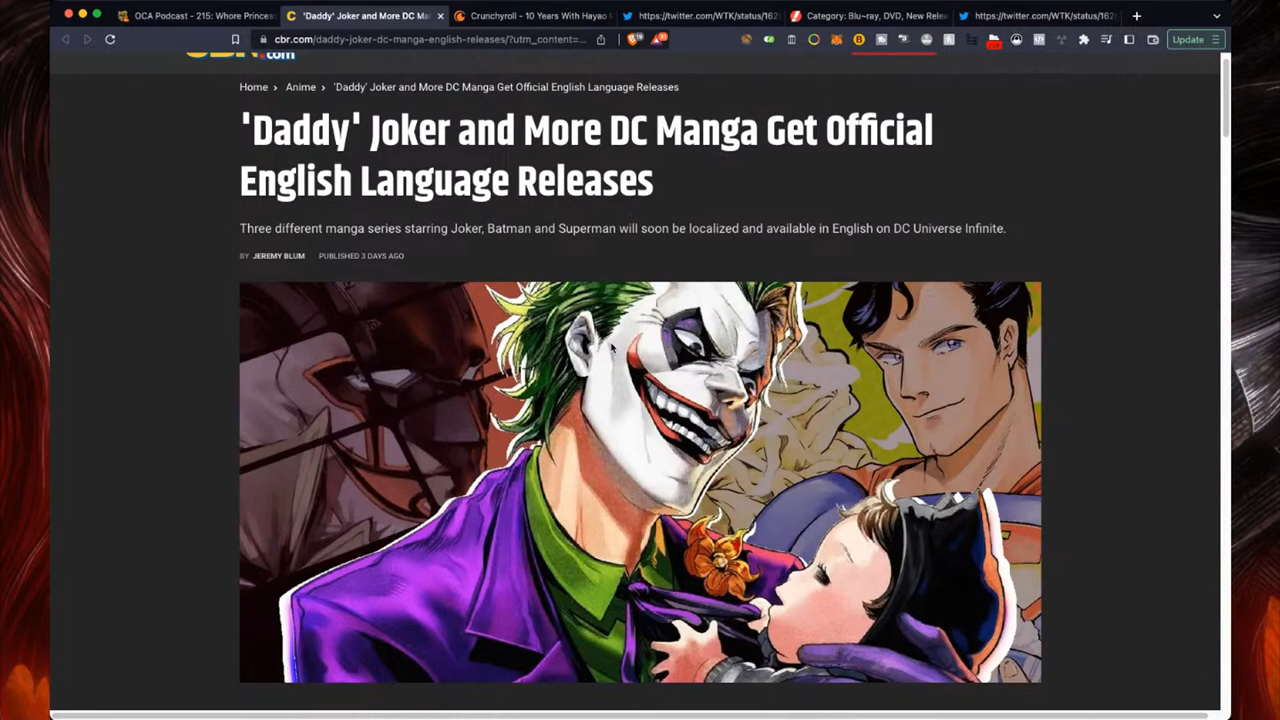 OCA Podcast - 215: Whore Princes
'Daddy' Joker and More DC Ma
Crunchyroll - 10 Years With Hayao
https://twitter.com/WTK/status/162
Category: Blu-ray, DVD, New Rele
https://twitter.com/WTK/status/162
cbr.com/daddy-joker-dc-manga-english-releases/?utm_content=...
Update
.com
Home > Anime > 'Daddy' Joker and More DC Manga Get Official English Language Releases
'Daddy' Joker and More DC Manga Get Official
English Language Releases
Three different manga series starring Joker, Batman and Superman will soon be localized and available in English on DC Universe Infinite.
BY JEREMY BLUM PUBLISHED 3 DAYS AGO